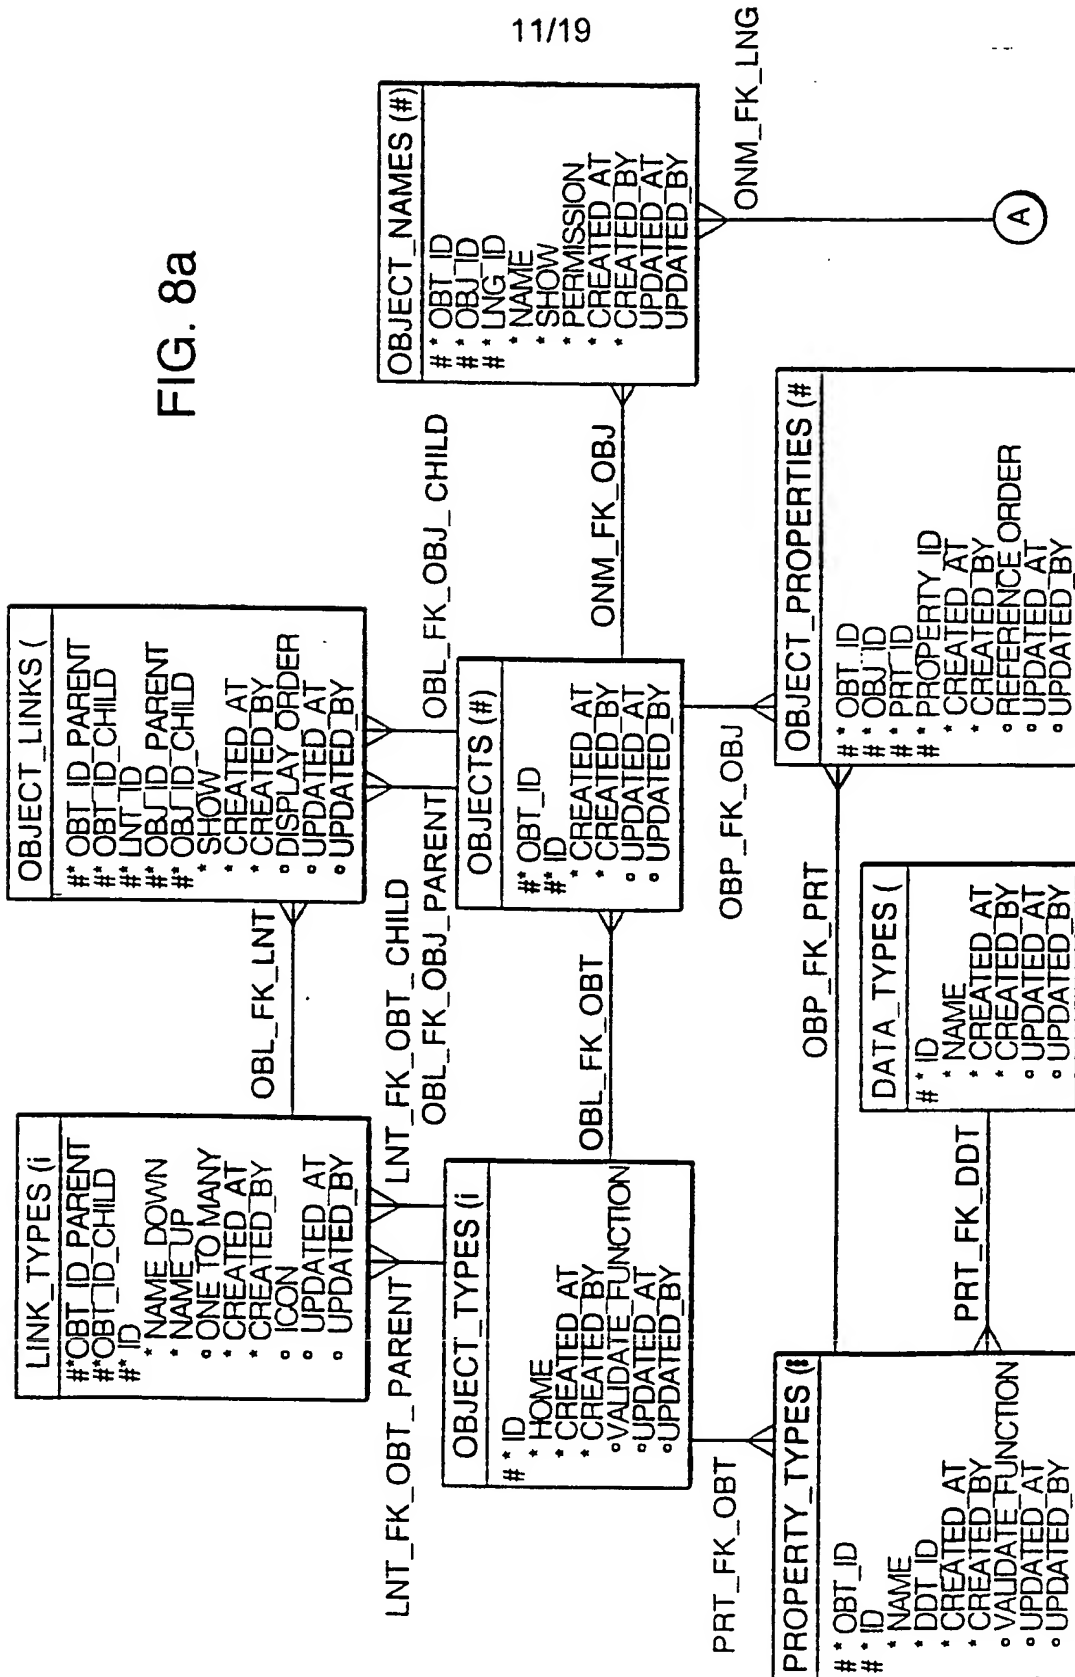 11/19
FIG. 8a
LINK_TYPES (i
#*OBT_ID_PARENT
#*OBT_ID_CHILD
#*ID
* NAME_DOWN
* NAME_UP
o ONE TO MANY
* CREATED_AT
* CREATED_BY
o ICON
o UPDATED_AT
o UPDATED_BY
OBL_FK_LNT
OBJECT_LINKS (
#* OBT_ID_PARENT
#* OBT_ID_CHILD
#* LNT_ID
#* OBJ_ID_PARENT
#* OBJ_ID_CHILD
* SHOW
* CREATED_AT
* CREATED_BY
o DISPLAY_ORDER
o UPDATED_AT
o UPDATED_BY
LNT_FK_OBT_PARENT
LNT_FK_OBT_CHILD
OBL_FK_OBJ_PARENT
OBL_FK_OBJ_CHILD
OBJECT_TYPES (i
#* ID
* HOME
* CREATED_AT
* CREATED_BY
o VALIDATE_FUNCTION
o UPDATED_AT
o UPDATED_BY
OBL_FK_OBT
OBJECTS (#)
#* OBT_ID
#* ID
* CREATED_AT
* CREATED_BY
o UPDATED_AT
o UPDATED_BY
ONM_FK_OBJ
OBJECT_NAMES (#)
#* OBT_ID
#* OBJ_ID
#* LNG_ID
* NAME
* SHOW
* PERMISSION
* CREATED_AT
* CREATED_BY
UPDATED_AT
UPDATED_BY
ONM_FK_LNG
A
PRT_FK_OBT
OBP_FK_OBJ
OBP_FK_PRT
PROPERTY_TYPES (#
#* OBT_ID
#* ID
* NAME
* DDT_ID
* CREATED_AT
* CREATED_BY
o VALIDATE_FUNCTION
o UPDATED_AT
o UPDATED_BY
PRT_FK_DDT
DATA_TYPES (
#* ID
* NAME
* CREATED_AT
* CREATED_BY
o UPDATED_AT
o UPDATED_BY
OBJECT_PROPERTIES (#
#* OBT_ID
#* OBJ_ID
#* PRT_ID
#* PROPERTY_ID
* CREATED_AT
* CREATED_BY
o REFERENCE_ORDER
o UPDATED_AT
o UPDATED_BY